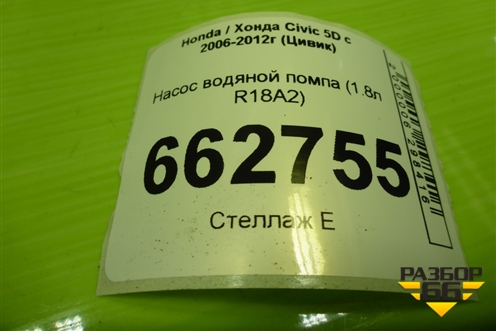 Honda / Хонда Civic 5D с
2006-2012г (Цивик)
Насос водяной помпа (1.8л
R18A2)
662755
Стеллаж Е
РАЗБОР
66